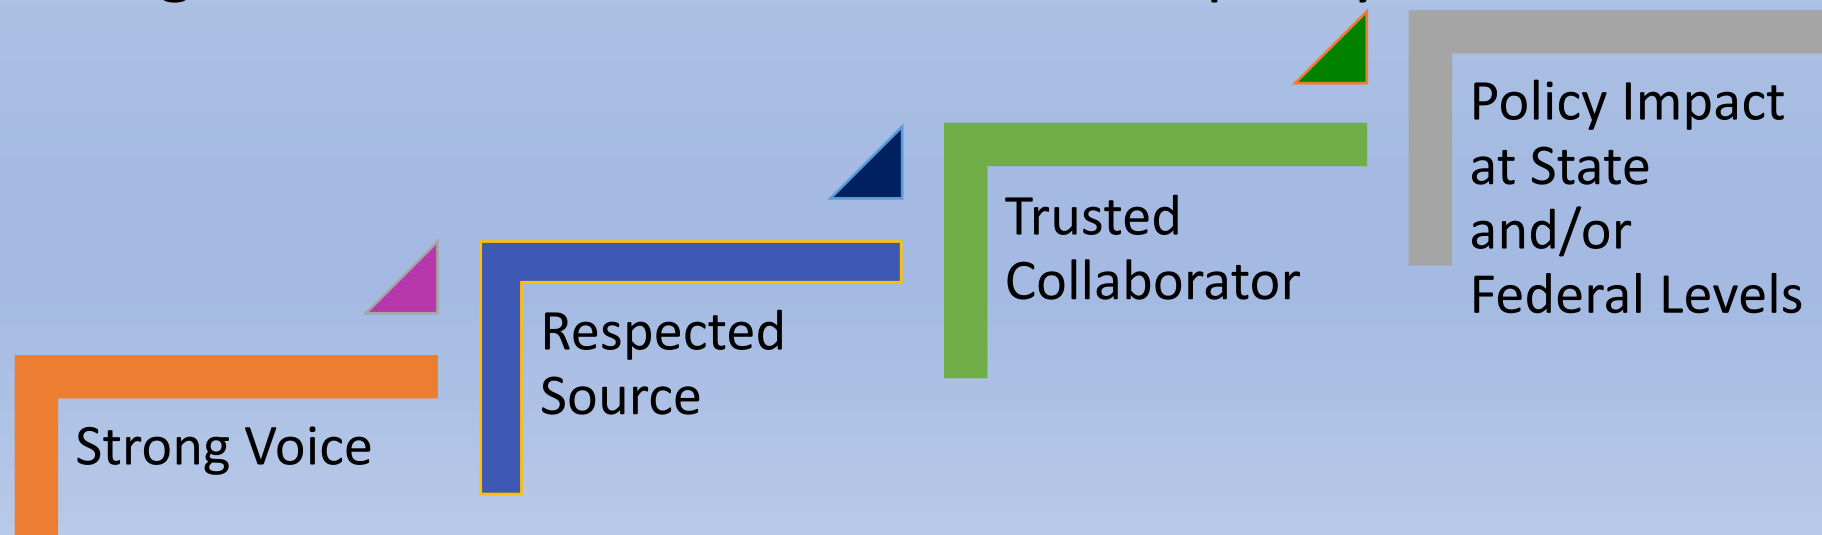 Strong Voice
Respected
Source
Trusted
Collaborator
Policy Impact
at State
and/or
Federal Levels